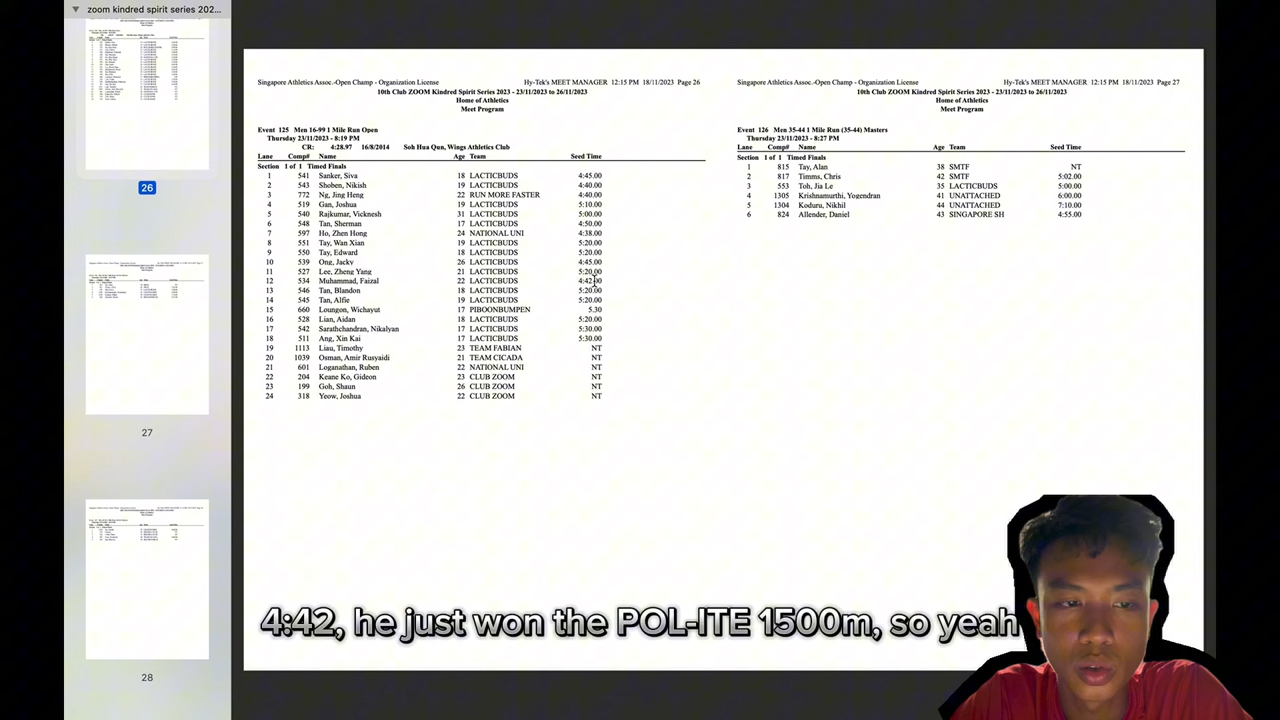 zoom kindred spirit series 202...
26
27
28
Singapore Athletics Assoc.-Open Champ - Organization License Hy-Tek's MEET MANAGER 12:15 PM 18/11/2023 Page 26
10th Club ZOOM Kindred Spirit Series 2023 - 23/11/2023 to 26/11/2023
Home of Athletics
Meet Program
Event 125 Men 16-99 1 Mile Run Open
Thursday 23/11/2023 - 8:19 PM
CR: 4:28.97 16/8/2014 Soh Hua Qun, Wings Athletics Club
Lane Comp# Name Age Team Seed Time
Section 1 of 1 Timed Finals
1 541 Sanker, Siva 18 LACTICBUDS 4:45.00
2 543 Shoben, Nikish 19 LACTICBUDS 4:40.00
3 772 Ng, Jing Heng 22 RUN MORE FASTER 4:40.00
4 519 Gan, Joshua 19 LACTICBUDS 5:10.00
5 540 Rajkumar, Vicknesh 31 LACTICBUDS 5:00.00
6 548 Tan, Sherman 17 LACTICBUDS 4:50.00
7 597 Ho, Zhen Hong 24 NATIONAL UNI 4:38.00
8 551 Tay, Wan Xian 19 LACTICBUDS 5:20.00
9 550 Tay, Edward 18 LACTICBUDS 5:20.00
10 539 Ong, Jacky 26 LACTICBUDS 4:45.00
11 527 Lee, Zheng Yang 21 LACTICBUDS 5:20.00
12 534 Muhammad, Faizal 22 LACTICBUDS 4:42.00
13 546 Tan, Blandon 18 LACTICBUDS 5:20.00
14 545 Tan, Alfie 19 LACTICBUDS 5:20.00
15 660 Loungon, Wichayut 17 PIBOONBUMPEN 5.30
16 528 Lian, Aidan 18 LACTICBUDS 5:20.00
17 542 Sarathchandran, Nikalyan 17 LACTICBUDS 5:30.00
18 511 Ang, Xin Kai 17 LACTICBUDS 5:30.00
19 1113 Liau, Timothy 23 TEAM FABIAN NT
20 1039 Osman, Amir Rusyaidi 21 TEAM CICADA NT
21 601 Loganathan, Ruben 22 NATIONAL UNI NT
22 204 Keane Ko, Gideon 23 CLUB ZOOM NT
23 199 Goh, Shaun 26 CLUB ZOOM NT
24 318 Yeow, Joshua 22 CLUB ZOOM NT
Singapore Athletics Assoc.-Open Champ - Organization License Hy-Tek's MEET MANAGER 12:15 PM 18/11/2023 Page 27
10th Club ZOOM Kindred Spirit Series 2023 - 23/11/2023 to 26/11/2023
Home of Athletics
Meet Program
Event 126 Men 35-44 1 Mile Run (35-44) Masters
Thursday 23/11/2023 - 8:27 PM
Lane Comp# Name Age Team Seed Time
Section 1 of 1 Timed Finals
1 815 Tay, Alan 38 SMTF NT
2 817 Timms, Chris 42 SMTF 5:02.00
3 553 Toh, Jia Le 35 LACTICBUDS 5:00.00
4 1305 Krishnamurthi, Yogendran 41 UNATTACHED 6:00.00
5 1304 Koduru, Nikhil 44 UNATTACHED 7:10.00
6 824 Allender, Daniel 43 SINGAPORE SH 4:55.00
4:42, he just won the POL-ITE 1500m, so yeah